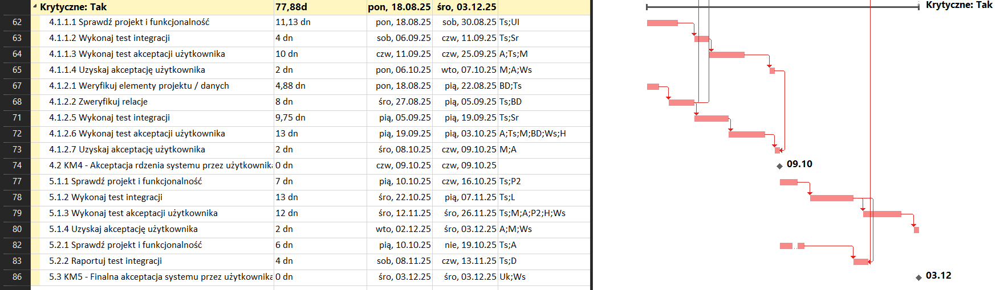 Krytyczne: Tak 77,88d pon, 18.08.25 śro, 03.12.25 Krytyczne: Tak
62 4.1.1.1 Sprawdź projekt i funkcjonalność 11,13 dn pon, 18.08.25 sob, 30.08.25 Ts;UI
63 4.1.1.2 Wykonaj test integracji 4 dn sob, 06.09.25 czw, 11.09.25 Ts;Sr
64 4.1.1.3 Wykonaj test akceptacji użytkownika 10 dn czw, 11.09.25 czw, 25.09.25 A;Ts;M
65 4.1.1.4 Uzyskaj akceptację użytkownika 2 dn pon, 06.10.25 wto, 07.10.25 M;A;Ws
67 4.1.2.1 Weryfikuj elementy projektu / danych 4,88 dn pon, 18.08.25 pią, 22.08.25 BD;Ts
68 4.1.2.2 Zweryfikuj relacje 8 dn śro, 27.08.25 pią, 05.09.25 Ts;BD
71 4.1.2.5 Wykonaj test integracji 9,75 dn pią, 05.09.25 pią, 19.09.25 Ts;Sr
72 4.1.2.6 Wykonaj test akceptacji użytkownika 13 dn pią, 19.09.25 pią, 03.10.25 A;Ts;M;BD;Ws;H
73 4.1.2.7 Uzyskaj akceptację użytkownika 2 dn śro, 08.10.25 czw, 09.10.25 M;A
74 4.2 KM4 - Akceptacja rdzenia systemu przez użytkownika 0 dn czw, 09.10.25 czw, 09.10.25 09.10
77 5.1.1 Sprawdź projekt i funkcjonalność 7 dn pią, 10.10.25 czw, 16.10.25 Ts;P2
78 5.1.2 Wykonaj test integracji 13 dn śro, 22.10.25 pią, 07.11.25 Ts;L
79 5.1.3 Wykonaj test akceptacji użytkownika 12 dn śro, 12.11.25 śro, 26.11.25 Ts;M;A;P2;H;Ws
80 5.1.4 Uzyskaj akceptację użytkownika 2 dn wto, 02.12.25 śro, 03.12.25 A;M;Ws
82 5.2.1 Sprawdź projekt i funkcjonalność 6 dn pią, 10.10.25 nie, 19.10.25 Ts;A
83 5.2.2 Raportuj test integracji 4 dn sob, 08.11.25 czw, 13.11.25 Ts;D
86 5.3 KM5 - Finalna akceptacja systemu przez użytkownika 0 dn śro, 03.12.25 śro, 03.12.25 Uk;Ws 03.12